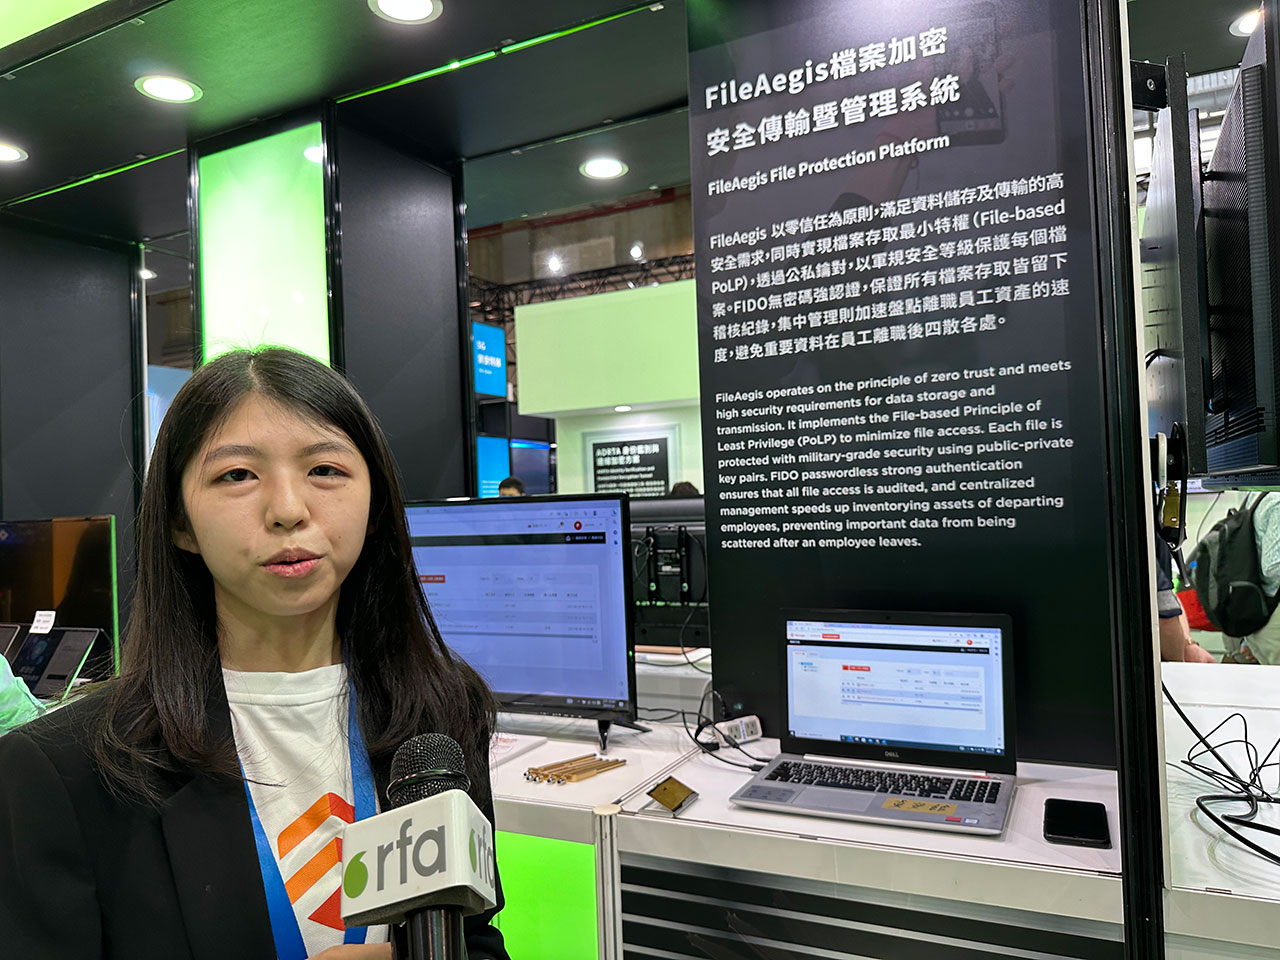 FileAegis檔案加密
安全傳輸暨管理系統
FileAegis File Protection Platform
FileAegis 以零信任為原則，滿足資料儲存及傳輸的高
安全需求，同時實現檔案存取最小特權（File-based
PoLP），透過公私鑰對，以軍規安全等級保護每個檔
案。FIDO無密碼強認證，保證所有檔案存取皆留下
稽核紀錄，集中管理則加速盤點離職員工資產的速
度，避免重要資料在員工離職後四散各處。
FileAegis operates on the principle of zero trust and meets
high security requirements for data storage and
transmission. It implements the File-based Principle of
Least Privilege (PoLP) to minimize file access. Each file is
protected with military-grade security using public-private
key pairs. FIDO passwordless strong authentication
ensures that all file access is audited, and centralized
management speeds up inventorying assets of departing
employees, preventing important data from being
scattered after an employee leaves.
5G
DELL
rfa
rfa